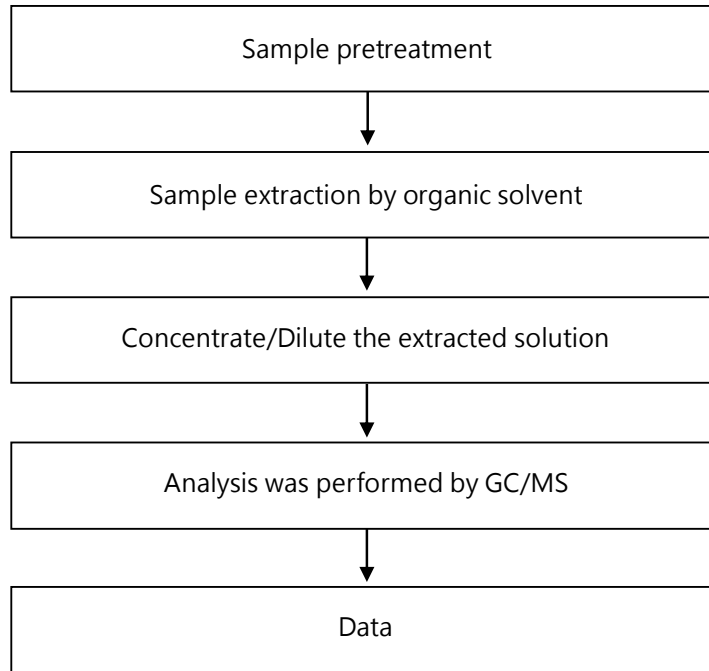 Sample pretreatment
Sample extraction by organic solvent
Concentrate/Dilute the extracted solution
Analysis was performed by GC/MS
Data